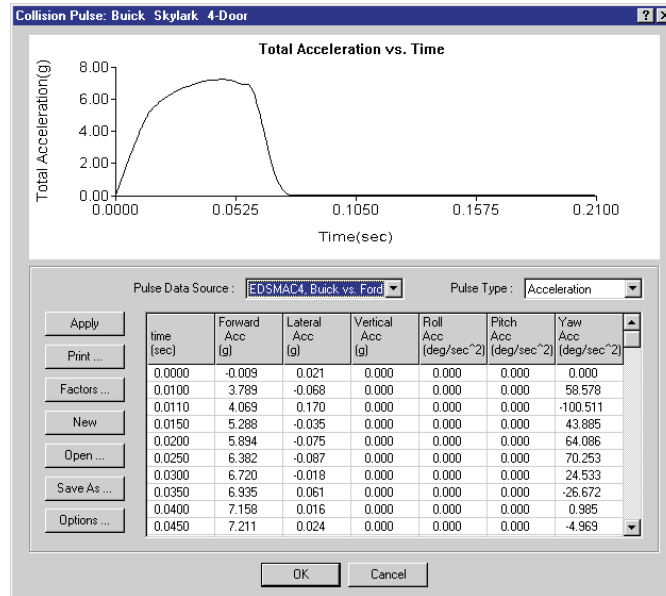 Collision Pulse: Buick Skylark 4-Door
Total Acceleration vs. Time
Total Acceleration(g)
8.00
6.00
4.00
2.00
0.00
0.0000 0.0525 0.1050 0.1575 0.2100
Time(sec)
Pulse Data Source : EDSMAC4, Buick vs. Ford Pulse Type : Acceleration
Apply
Print ...
Factors ...
New
Open ...
Save As ...
Options ...
time (sec) Forward Acc (g) Lateral Acc (g) Vertical Acc (g) Roll Acc (deg/sec^2) Pitch Acc (deg/sec^2) Yaw Acc (deg/sec^2)
0.0000 -0.009 0.021 0.000 0.000 0.000 0.000
0.0100 3.789 -0.068 0.000 0.000 0.000 58.578
0.0110 4.069 0.170 0.000 0.000 0.000 -100.511
0.0150 5.288 -0.035 0.000 0.000 0.000 43.885
0.0200 5.894 -0.075 0.000 0.000 0.000 64.086
0.0250 6.382 -0.087 0.000 0.000 0.000 70.253
0.0300 6.720 -0.018 0.000 0.000 0.000 24.533
0.0350 6.935 0.061 0.000 0.000 0.000 -26.672
0.0400 7.158 0.016 0.000 0.000 0.000 0.985
0.0450 7.211 0.024 0.000 0.000 0.000 -4.969
OK
Cancel